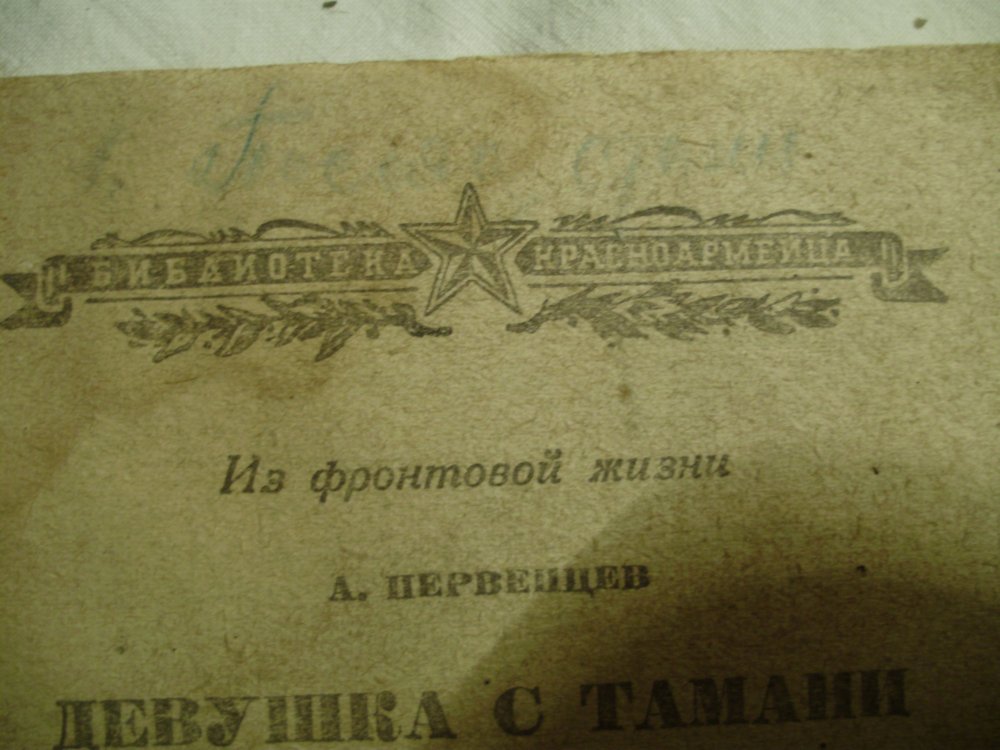 БИБЛИОТЕКА КРАСНОАРМЕЙЦА
Из фронтовой жизни
А. ПЕРВЕНЦЕВ
ДЕВУШКА С ТАМАНИ